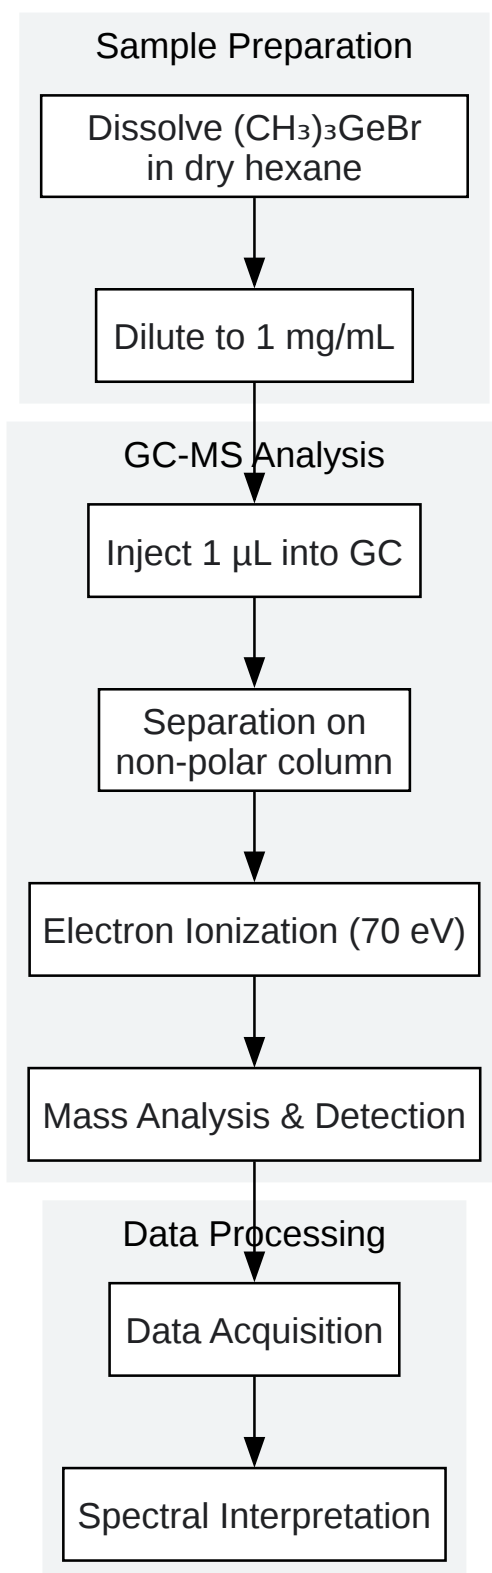 Sample Preparation
Dissolve (CH₃)₃GeBr
in dry hexane
Dilute to 1 mg/mL
GC-MS Analysis
Inject 1 µL into GC
Separation on
non-polar column
Electron Ionization (70 eV)
Mass Analysis & Detection
Data Processing
Data Acquisition
Spectral Interpretation